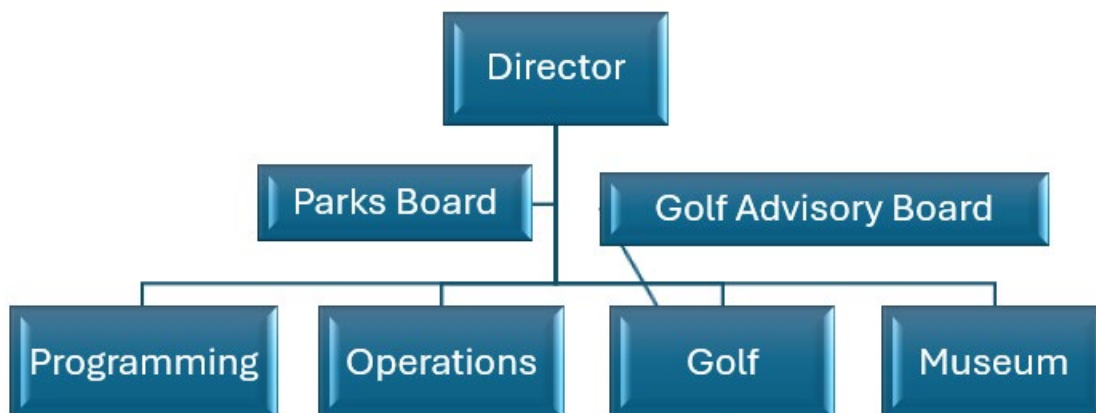 Director
Parks Board
Golf Advisory Board
Programming
Operations
Golf
Museum